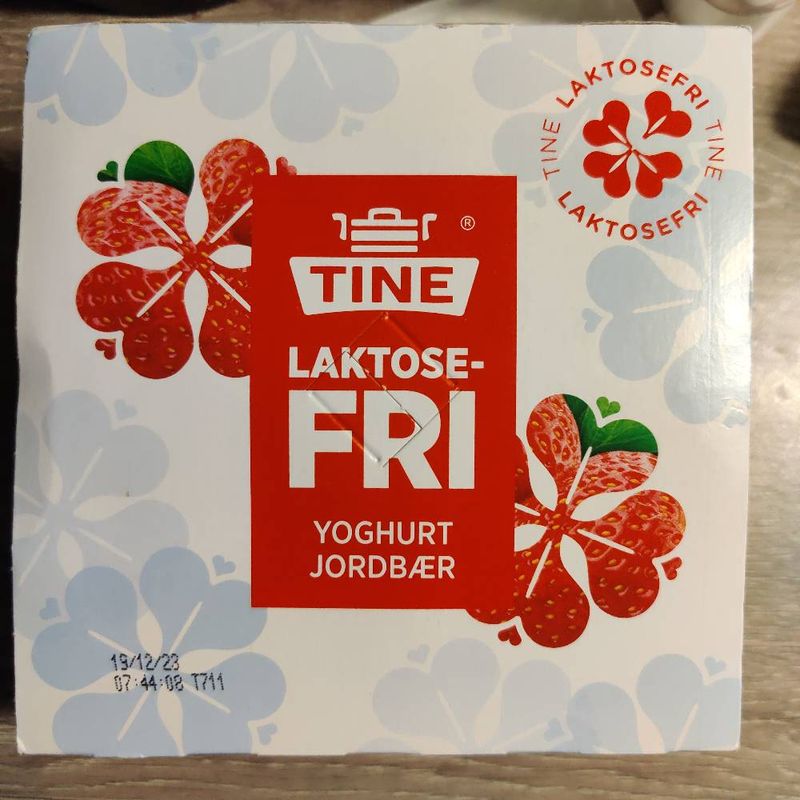 TINE LAKTOSEFRI TINE
LAKTOSEFRI
®
TINE
LAKTOSE-
FRI
YOGHURT
JORDBÆR
19/12/23
07:44:08 T711